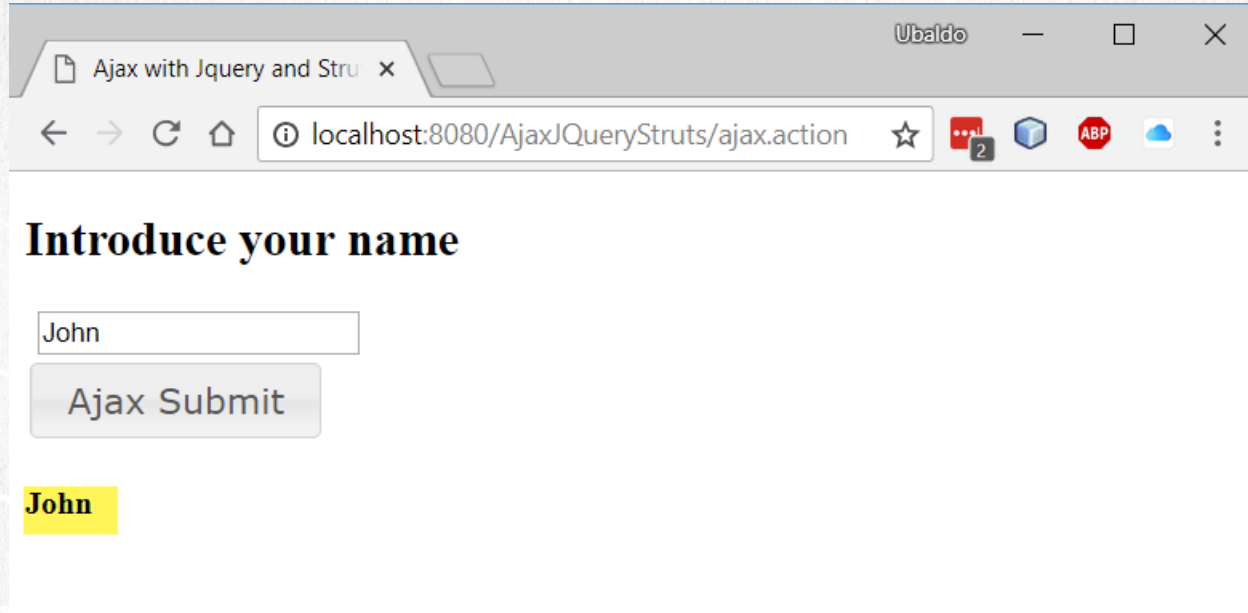 Ubaldo
Ajax with Jquery and Stru
localhost:8080/AjaxJQueryStruts/ajax.action
2
ABP
Introduce your name
John
Ajax Submit
John